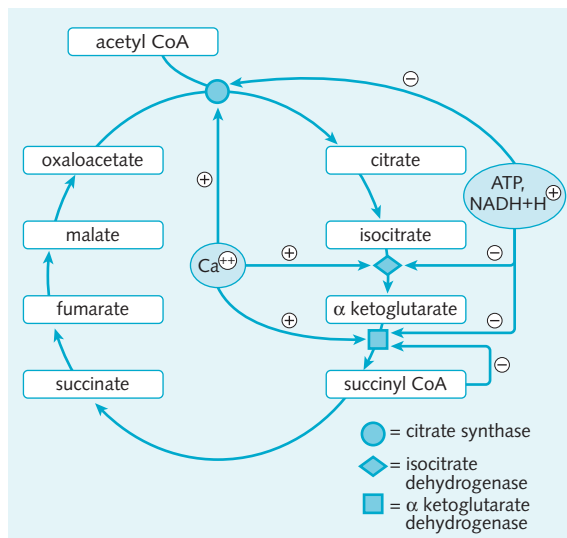 acetyl CoA
−
oxaloacetate
citrate
+
ATP,
NADH+H⊕
malate
isocitrate
Ca⁺⁺
+
−
fumarate
α ketoglutarate
+
−
succinate
succinyl CoA
−
= citrate synthase
= isocitrate
dehydrogenase
= α ketoglutarate
dehydrogenase